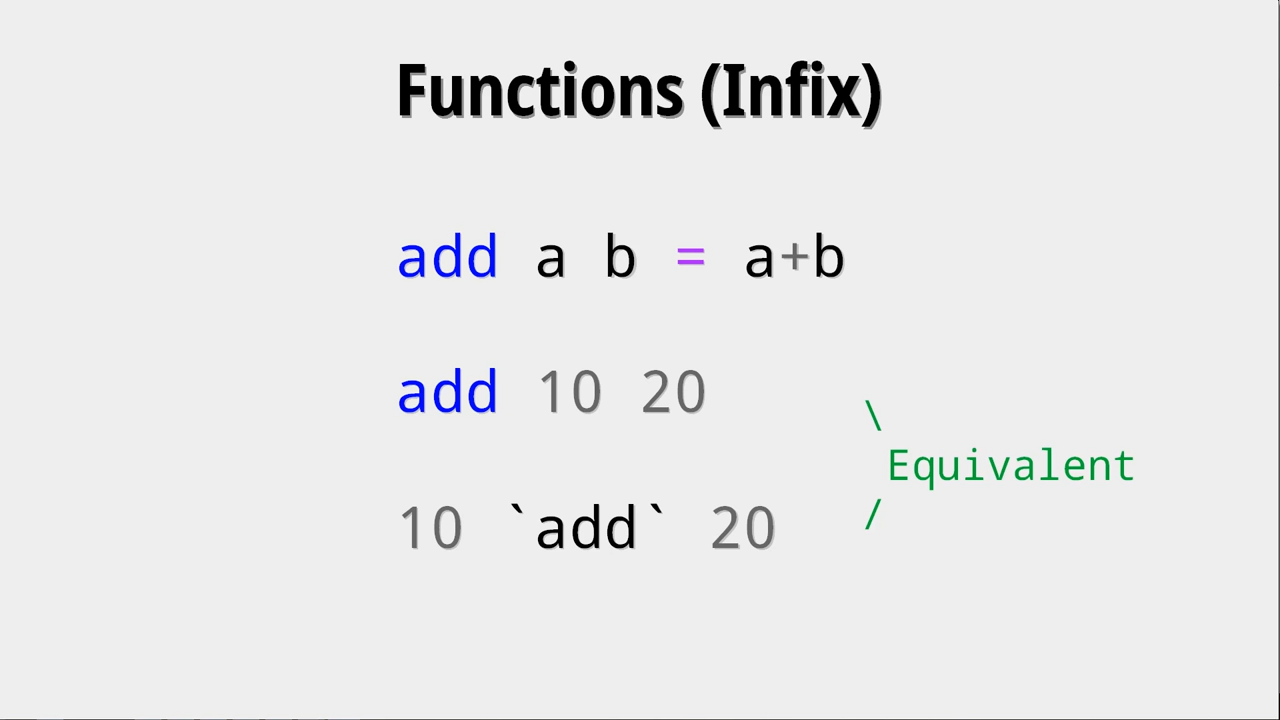 Functions (Infix)
add a b = a+b
add 10 20
\
Equivalent
/
10 `add` 20